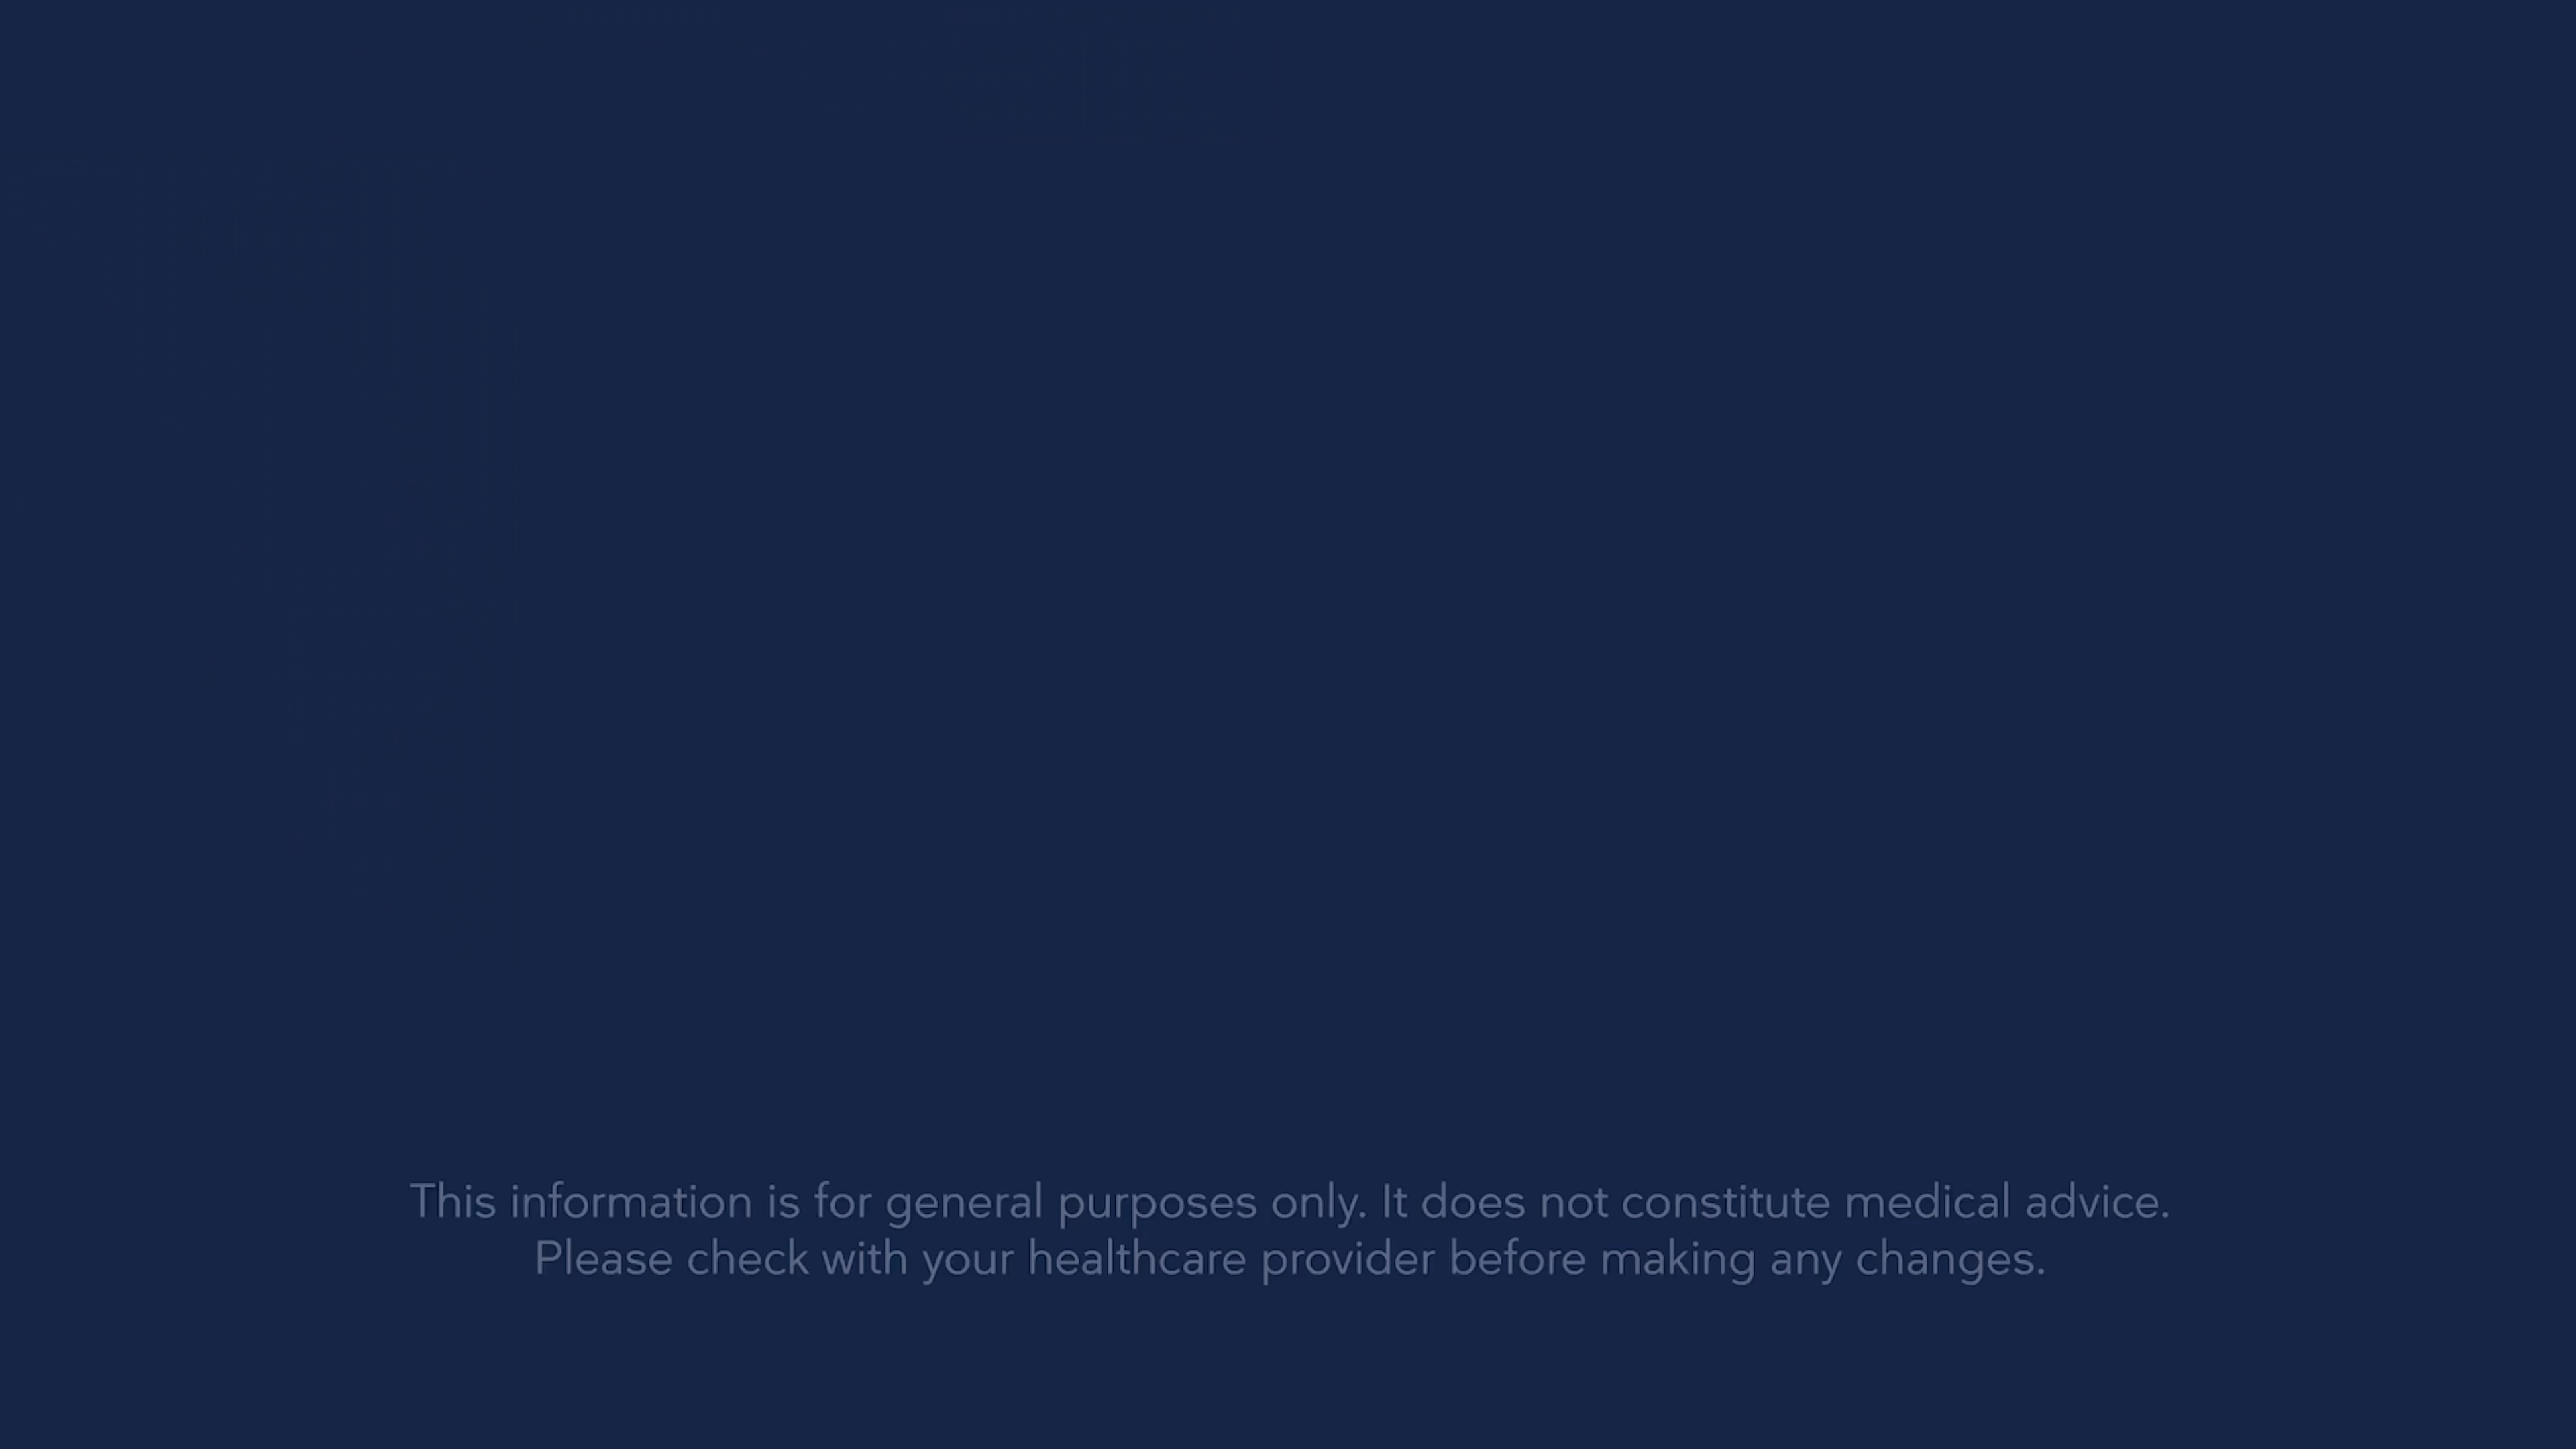 This information is for general purposes only. It does not constitute medical advice.
Please check with your healthcare provider before making any changes.